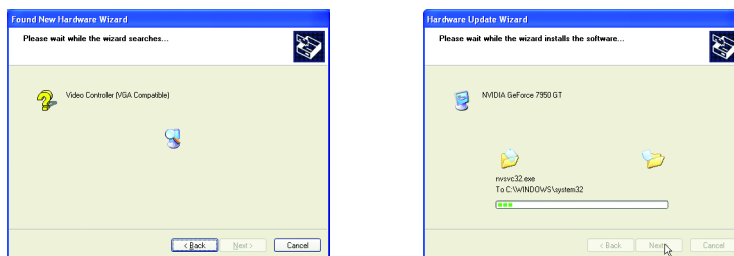 Found New Hardware Wizard
Please wait while the wizard searches...
Video Controller (VGA Compatible)
< Back Next > Cancel
Hardware Update Wizard
Please wait while the wizard installs the software...
NVIDIA GeForce 7950 GT
nvsvc32.exe
To C:\WINDOWS\system32
< Back Next Cancel